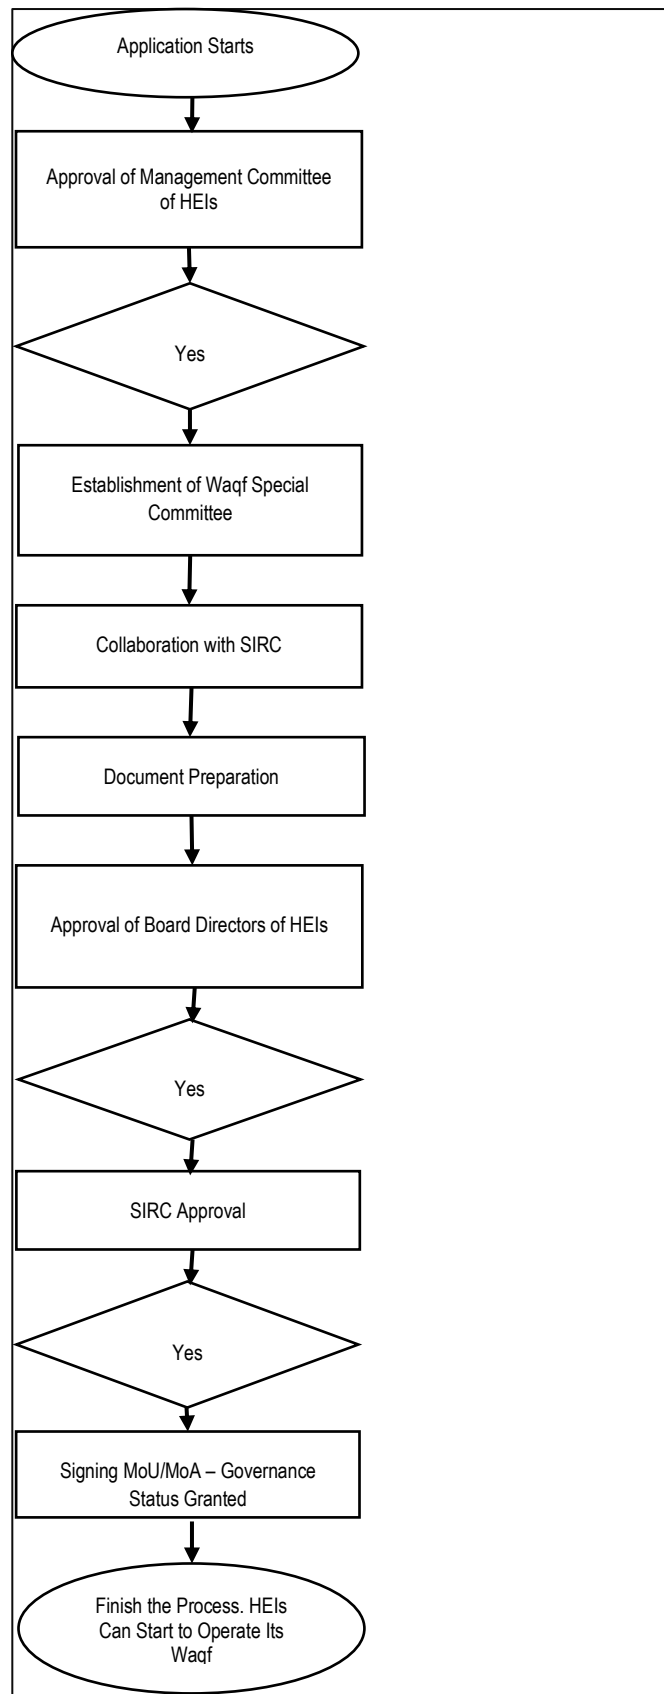 Application Starts
Approval of Management Committee
of HEIs
Yes
Establishment of Waqf Special
Committee
Collaboration with SIRC
Document Preparation
Approval of Board Directors of HEIs
Yes
SIRC Approval
Yes
Signing MoU/MoA – Governance
Status Granted
Finish the Process. HEIs
Can Start to Operate Its
Waqf